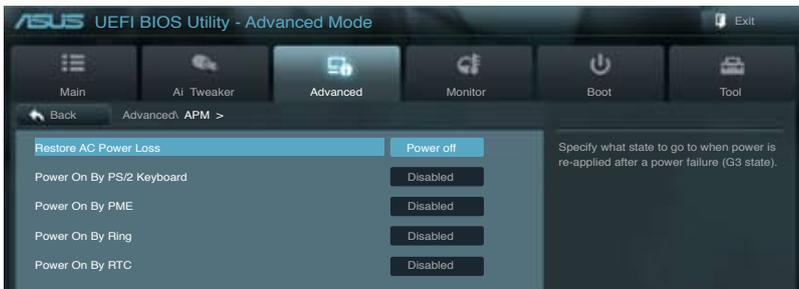 ASUS UEFI BIOS Utility - Advanced Mode
Exit
Main
Ai Tweaker
Advanced
Monitor
Boot
Tool
Back
Advanced\ APM >
Restore AC Power Loss Power off
Power On By PS/2 Keyboard Disabled
Power On By PME Disabled
Power On By Ring Disabled
Power On By RTC Disabled
Specify what state to go to when power is
re-applied after a power failure (G3 state).